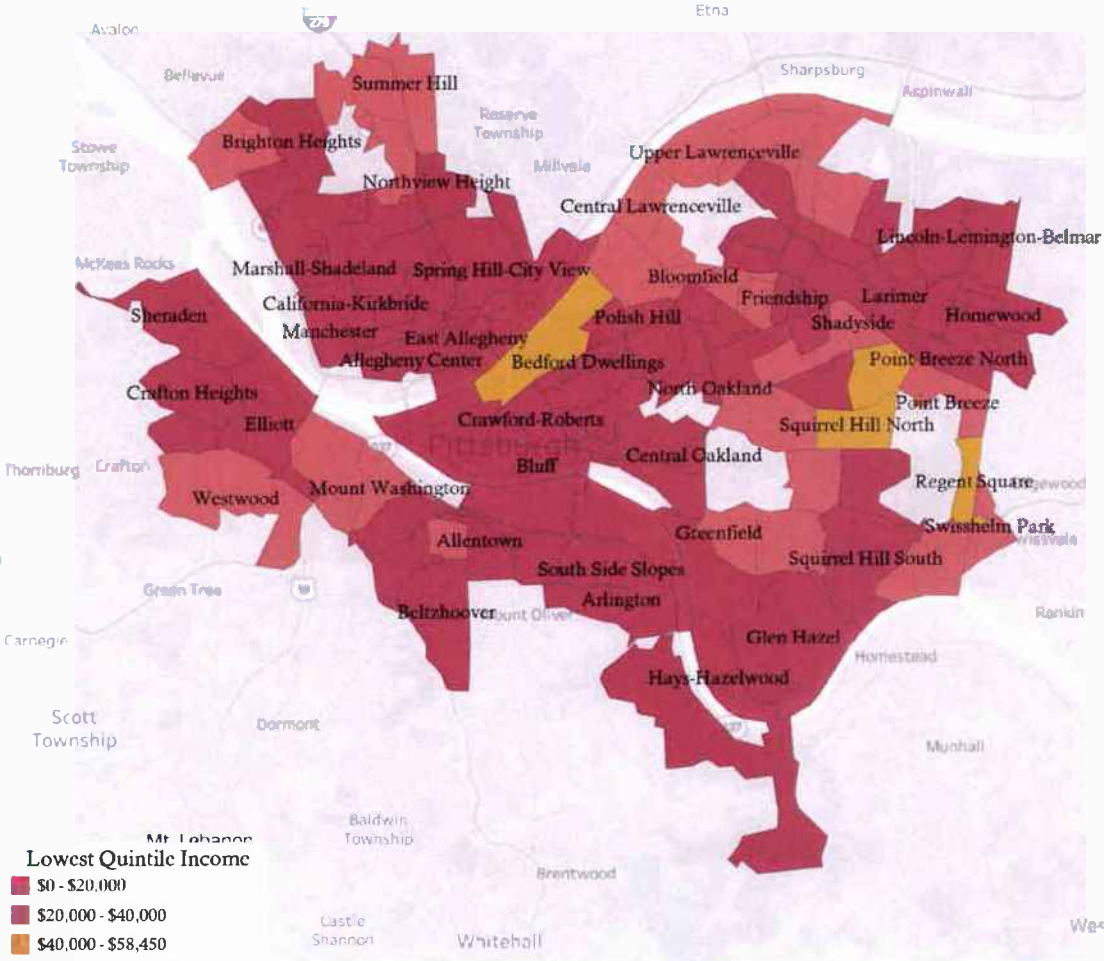 Etna
279
Avalon
Bellevue
Summer Hill
Sharpsburg
Aspinwall
Reserve
Township
Brighton Heights
Stowe
Township
Upper Lawrenceville
Millvale
Northview Height
Central Lawrenceville
Lincoln-Lemington-Belmar
McKees Rocks
Marshall-Shadeland
Spring Hill-City View
Bloomfield
California-Kirkbride
Friendship
Larimer
Sheraden
Manchester
Polish Hill
Shadyside
Homewood
East Allegheny
Allegheny Center
Bedford Dwellings
Point Breeze North
Crafton Heights
North Oakland
Point Breeze
Elliott
Crawford-Roberts
Squirrel Hill North
Pittsburgh
Central Oakland
Thornburg
Crafton
Bluff
Regent Square
Westwood
Mount Washington
Swisshelm Park
Allentown
Greenfield
Squirrel Hill South
South Side Slopes
Green Tree
Arlington
Beltzhoover
Mount Oliver
Rankin
Carnegie
Glen Hazel
Homestead
Hays-Hazelwood
Scott
Township
Dormont
Munhall
Baldwin
Township
Mt. Lebanon
Lowest Quintile Income
$0 - $20,000
$20,000 - $40,000
$40,000 - $58,450
Brentwood
Castle
Shannon
Whitehall